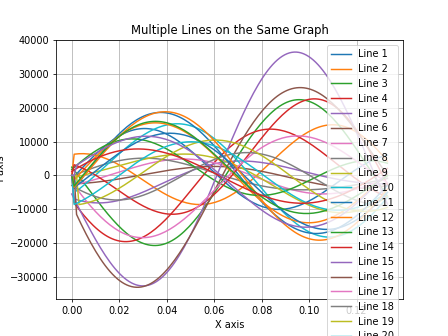 Multiple Lines on the Same Graph
40000
30000
20000
10000
0
−10000
−20000
−30000
0.00
0.02
0.04
0.06
0.08
0.10
X axis
axis
Line 1
Line 2
Line 3
Line 4
Line 5
Line 6
Line 7
Line 8
Line 9
Line 10
Line 11
Line 12
Line 13
Line 14
Line 15
Line 16
Line 17
Line 18
Line 19
Line 20